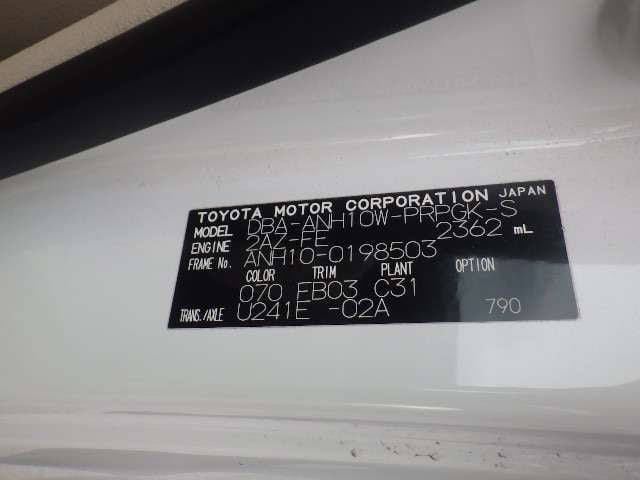 TOYOTA MOTOR CORPORATION JAPAN
MODEL DBA-ANH10W-PRPGK-S
ENGINE 2AZ-FE 2362 mL
FRAME No. ANH10-0198503
COLOR TRIM PLANT OPTION
070 FB03 C31
TRANS./AXLE U241E -02A 790